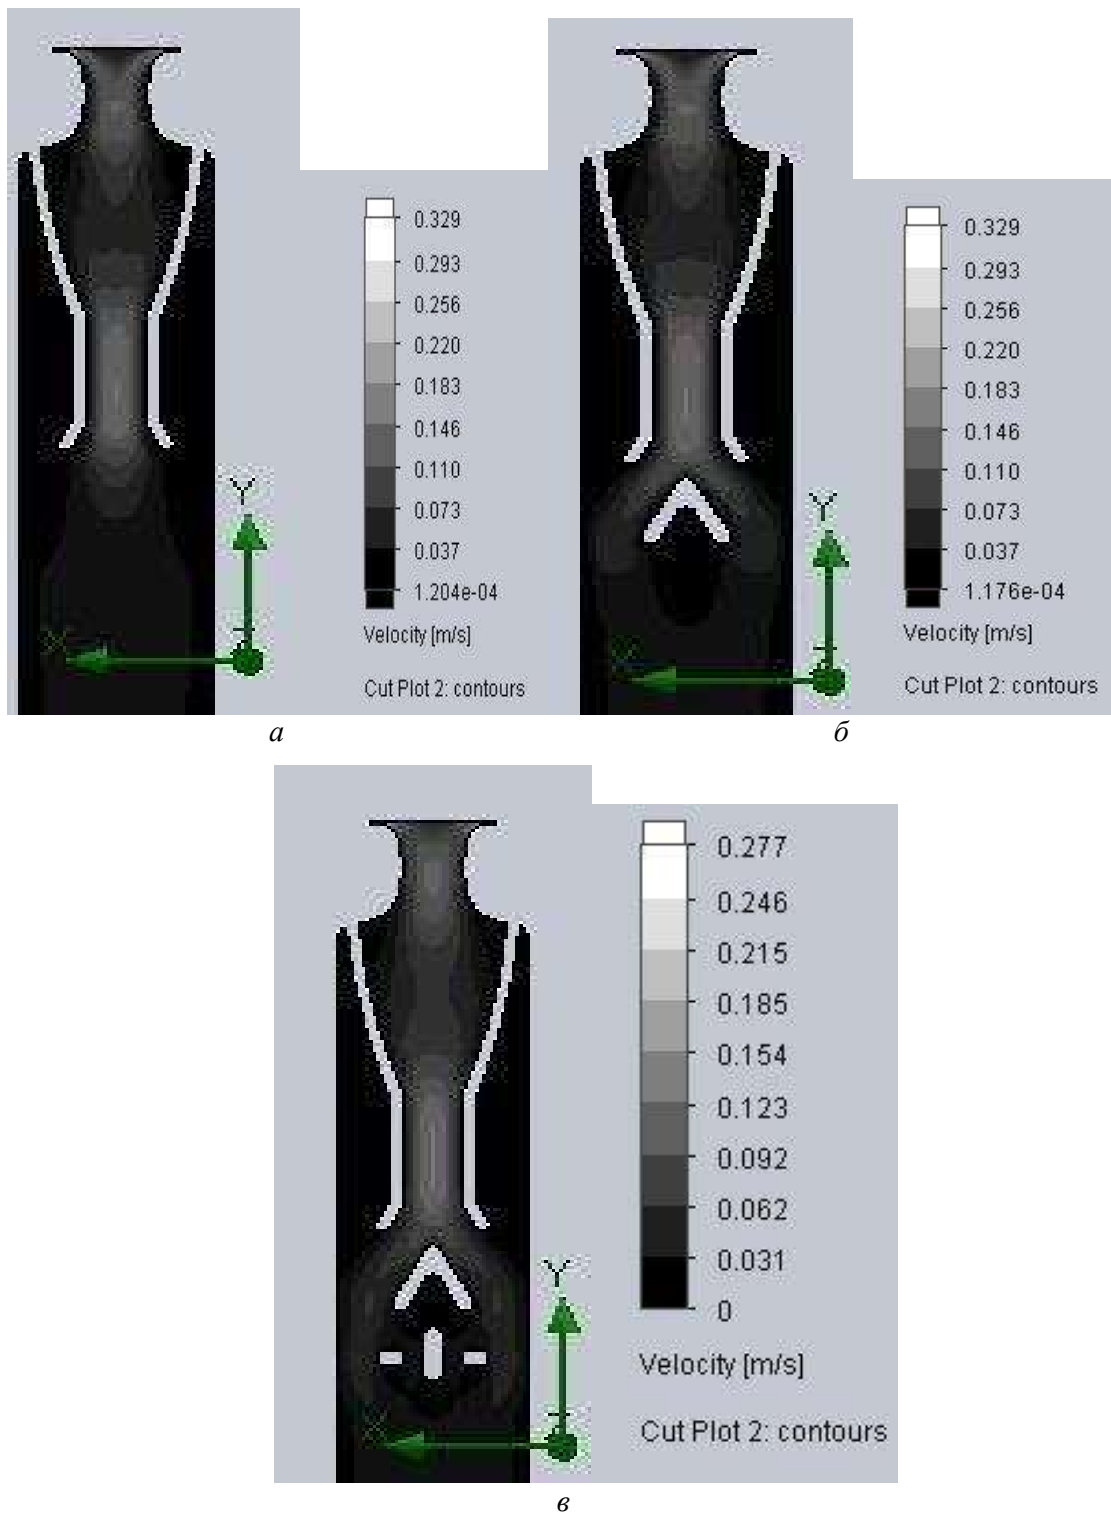 0.329
0.293
0.256
0.220
0.183
0.146
0.110
0.073
0.037
1.204e-04
Velocity [m/s]
Cut Plot 2: contours
Y
X
а
0.329
0.293
0.256
0.220
0.183
0.146
0.110
0.073
0.037
1.176e-04
Velocity [m/s]
Cut Plot 2: contours
Y
X
б
0.277
0.246
0.215
0.185
0.154
0.123
0.092
0.062
0.031
0
Velocity [m/s]
Cut Plot 2: contours
Y
X
в